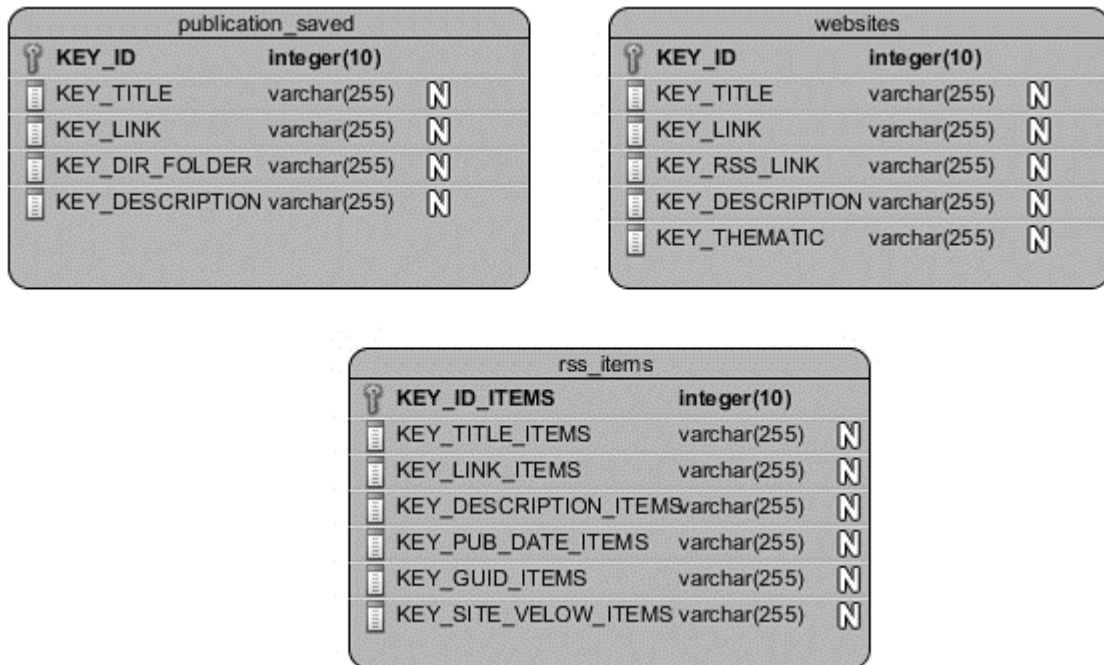 publication_saved
KEY_ID integer(10)
KEY_TITLE varchar(255) N
KEY_LINK varchar(255) N
KEY_DIR_FOLDER varchar(255) N
KEY_DESCRIPTION varchar(255) N
websites
KEY_ID integer(10)
KEY_TITLE varchar(255) N
KEY_LINK varchar(255) N
KEY_RSS_LINK varchar(255) N
KEY_DESCRIPTION varchar(255) N
KEY_THEMATIC varchar(255) N
rss_items
KEY_ID_ITEMS integer(10)
KEY_TITLE_ITEMS varchar(255) N
KEY_LINK_ITEMS varchar(255) N
KEY_DESCRIPTION_ITEMS varchar(255) N
KEY_PUB_DATE_ITEMS varchar(255) N
KEY_GUID_ITEMS varchar(255) N
KEY_SITE_VELOW_ITEMS varchar(255) N